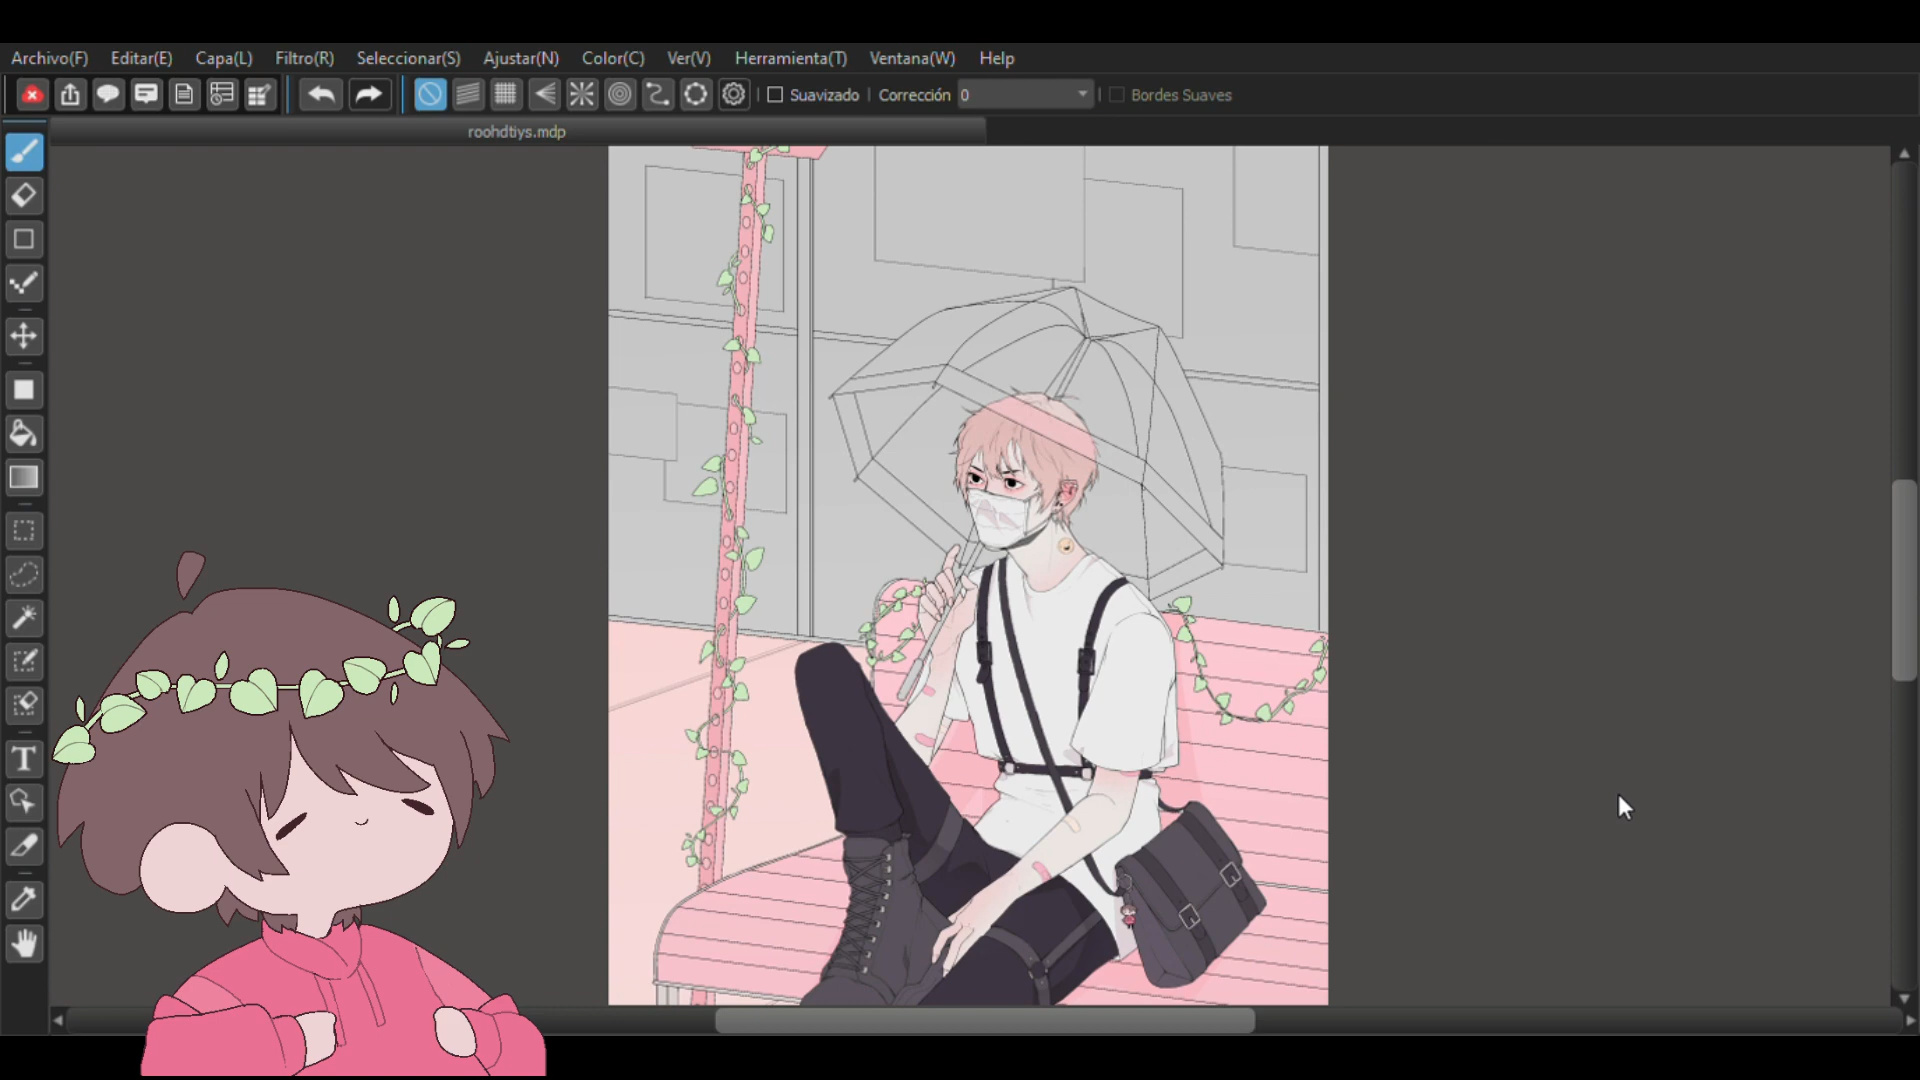 Archivo(F) Editar(E) Capa(L) Filtro(R) Seleccionar(S) Ajustar(N) Color(C) Ver(V) Herramienta(T) Ventana(W) Help
Suavizado Corrección 0 Bordes Suaves
roohdtiys.mdp
T